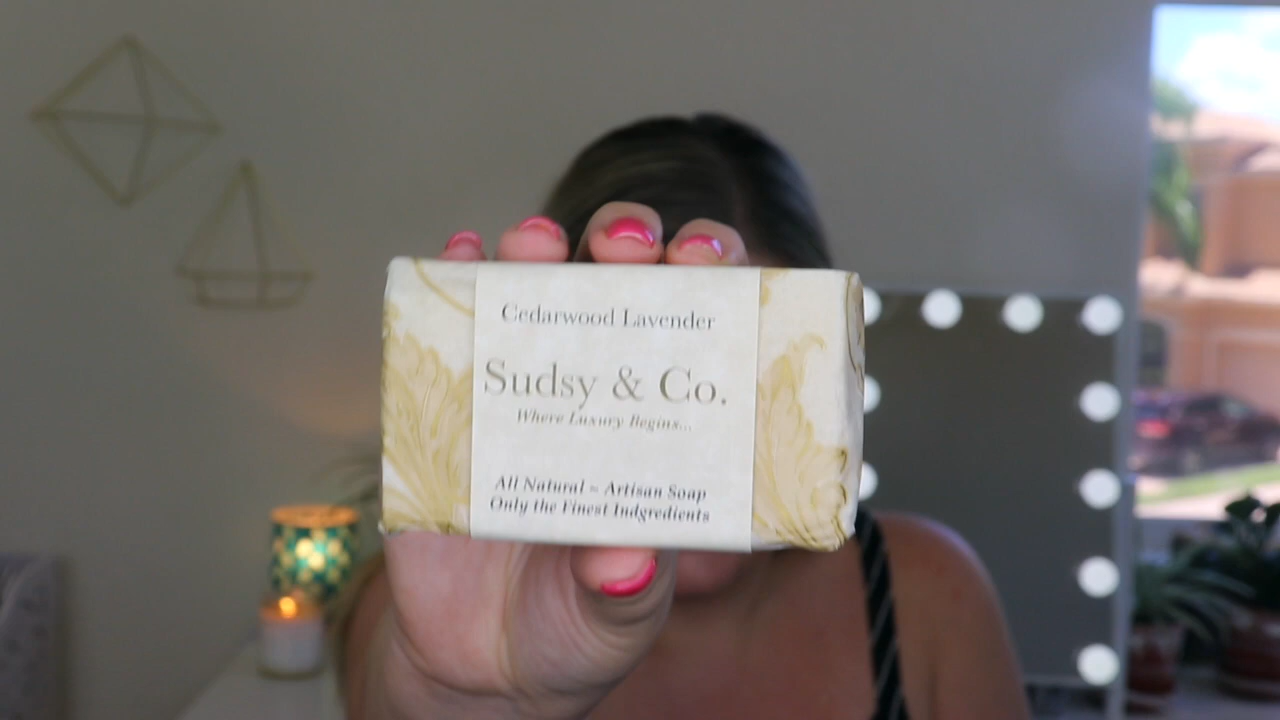 Cedarwood Lavender
Sudsy & Co.
Where Luxury Begins...
All Natural ~ Artisan Soap
Only the Finest Indgredients